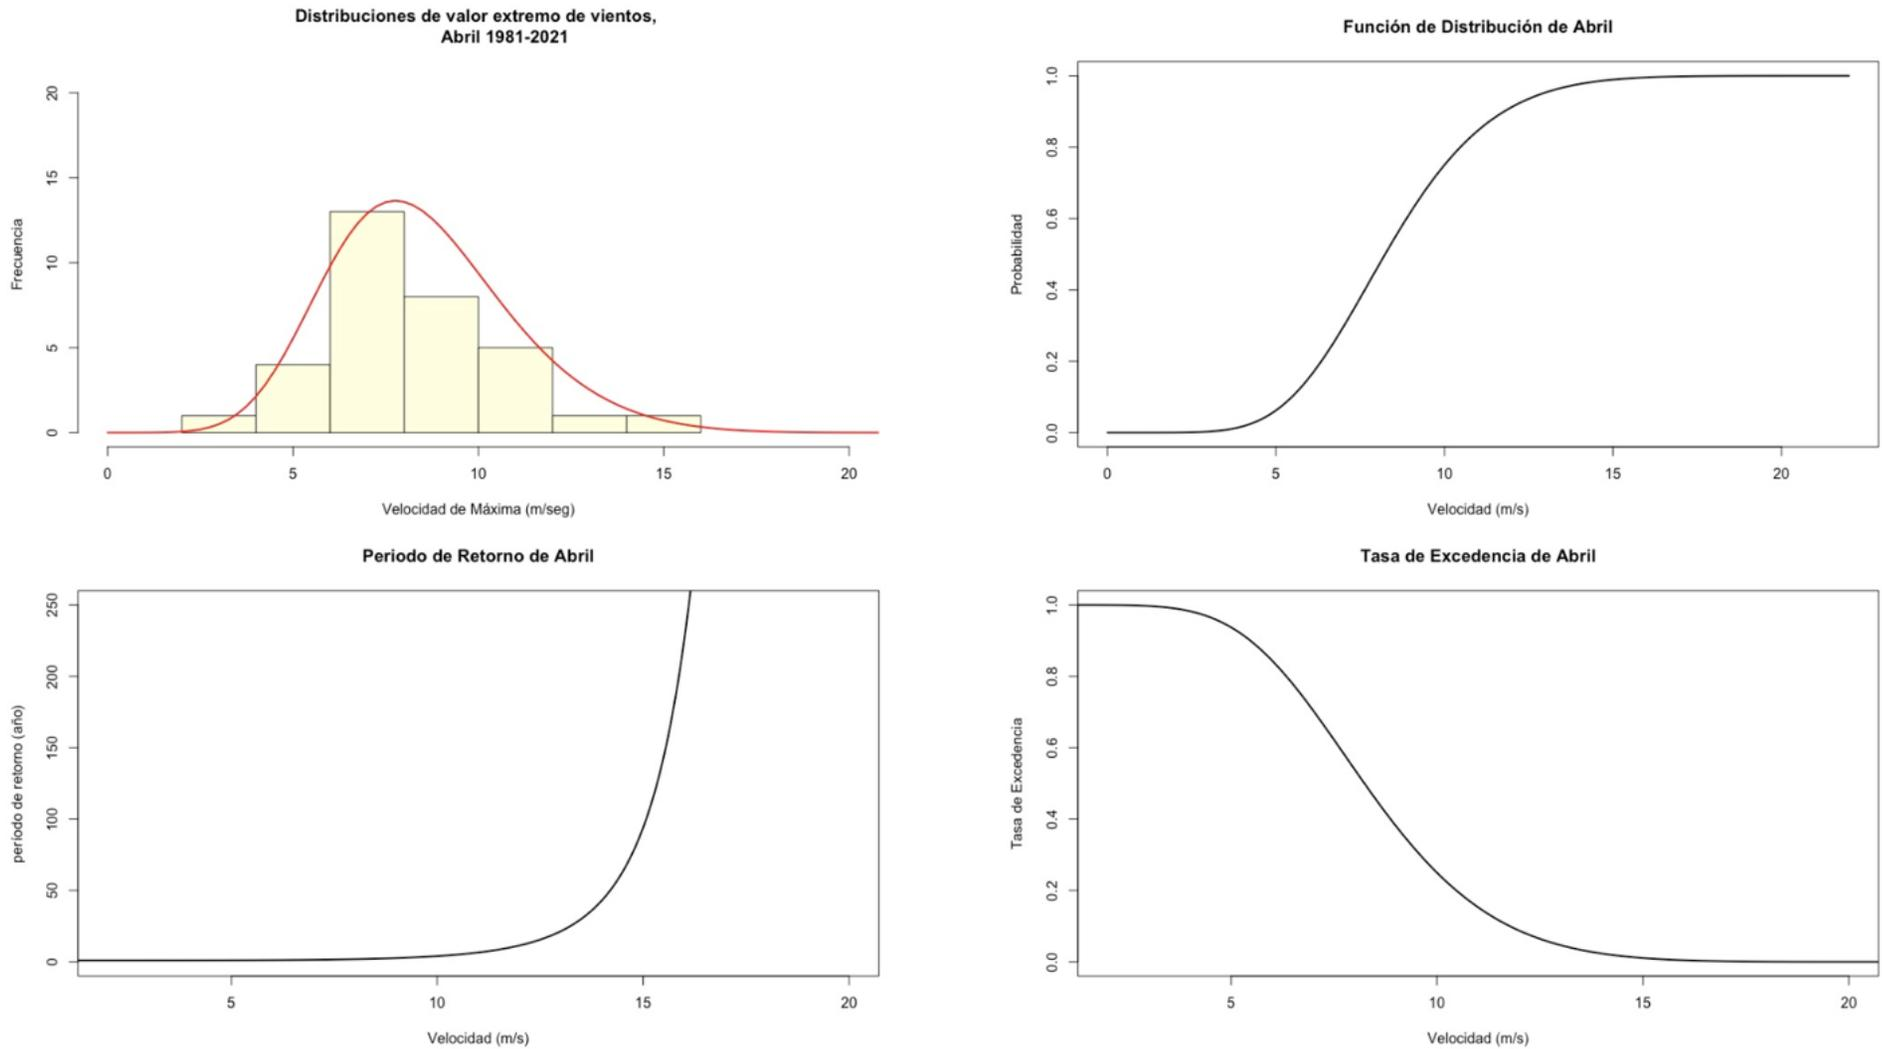 Distribuciones de valor extremo de vientos,
Abril 1981-2021
Frecuencia
20
15
10
5
0
0 5 10 15 20
Velocidad de Máxima (m/seg)
Función de Distribución de Abril
Probabilidad
1.0
0.8
0.6
0.4
0.2
0.0
0 5 10 15 20
Velocidad (m/s)
Periodo de Retorno de Abril
período de retorno (año)
250
200
150
100
50
0
5 10 15 20
Velocidad (m/s)
Tasa de Excedencia de Abril
Tasa de Excedencia
1.0
0.8
0.6
0.4
0.2
0.0
5 10 15 20
Velocidad (m/s)